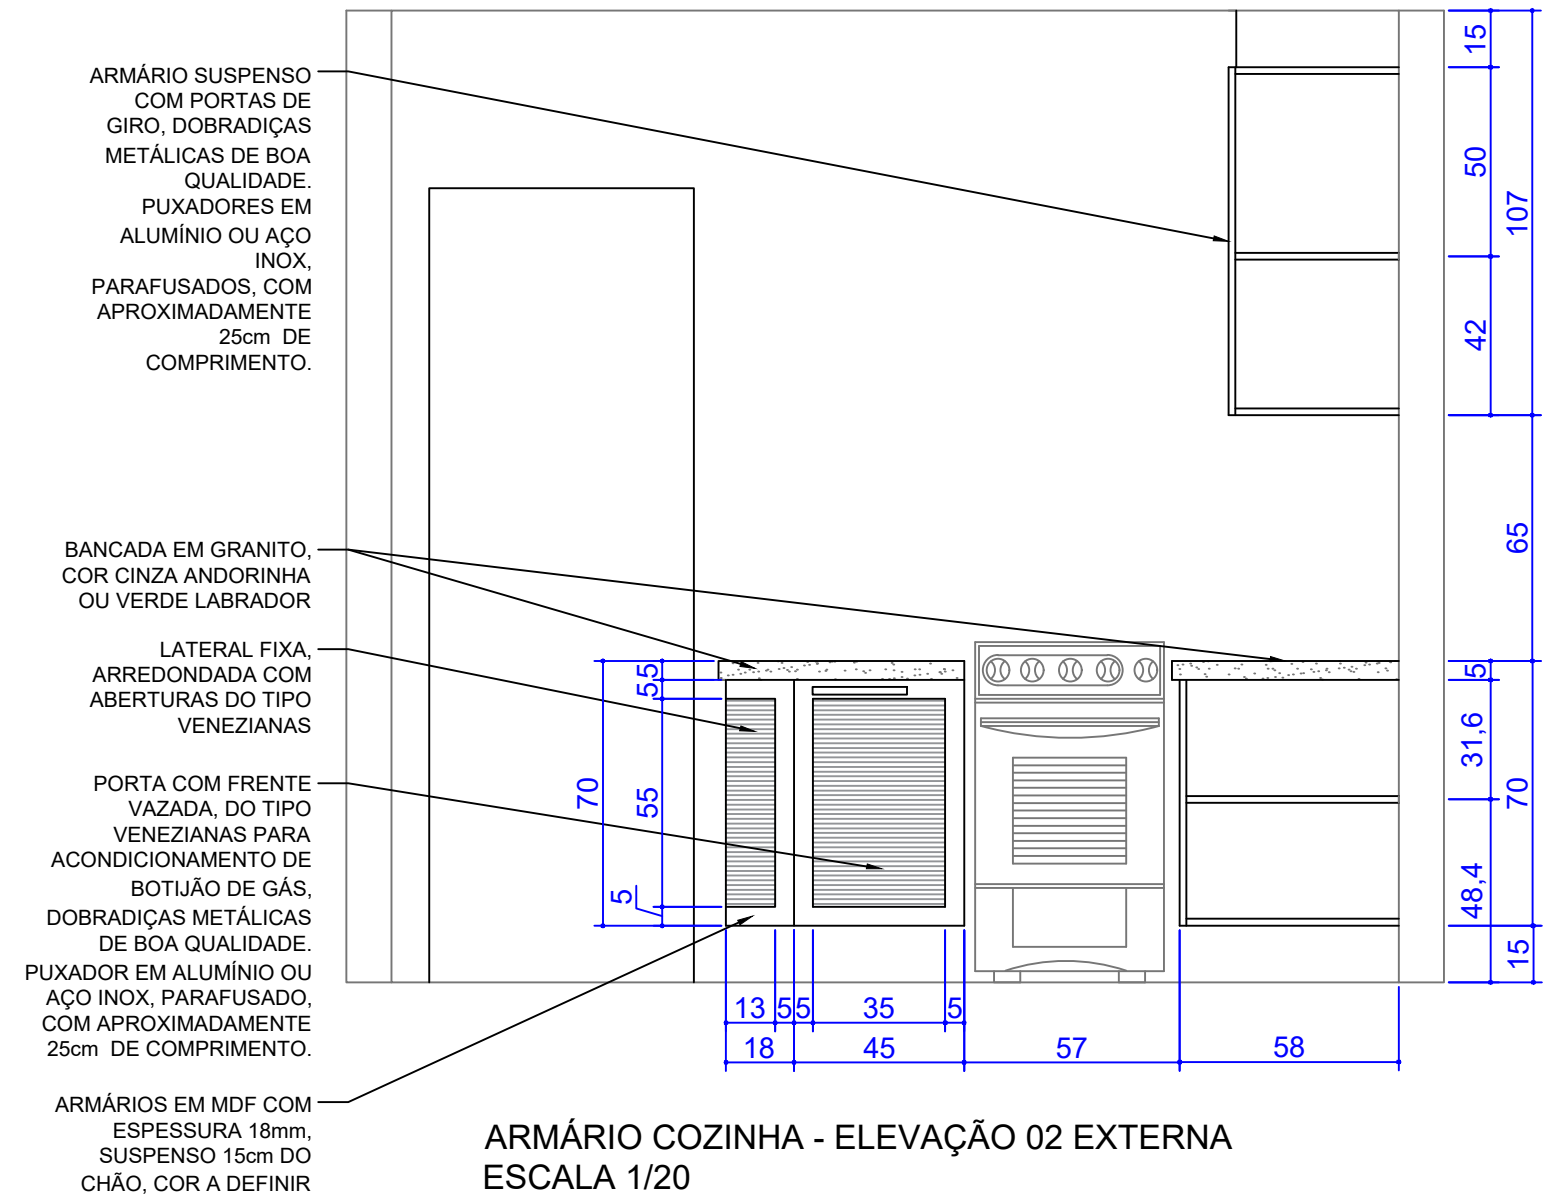 ARMÁRIO SUSPENSO
COM PORTAS DE
GIRO, DOBRADIÇAS
METÁLICAS DE BOA
QUALIDADE.
PUXADORES EM
ALUMÍNIO OU AÇO
INOX,
PARAFUSADOS, COM
APROXIMADAMENTE
25cm DE
COMPRIMENTO.
BANCADA EM GRANITO,
COR CINZA ANDORINHA
OU VERDE LABRADOR
LATERAL FIXA,
ARREDONDADA COM
ABERTURAS DO TIPO
VENEZIANAS
PORTA COM FRENTE
VAZADA, DO TIPO
VENEZIANAS PARA
ACONDICIONAMENTO DE
BOTIJÃO DE GÁS,
DOBRADIÇAS METÁLICAS
DE BOA QUALIDADE.
PUXADOR EM ALUMÍNIO OU
AÇO INOX, PARAFUSADO,
COM APROXIMADAMENTE
25cm DE COMPRIMENTO.
ARMÁRIOS EM MDF COM
ESPESSURA 18mm,
SUSPENSO 15cm DO
CHÃO, COR A DEFINIR
70
5
5
55
5
13 5 5 35 5
18 45 57 58
15
50
42
107
65
5
31,6
48,4
70
15
ARMÁRIO COZINHA - ELEVAÇÃO 02 EXTERNA
ESCALA 1/20